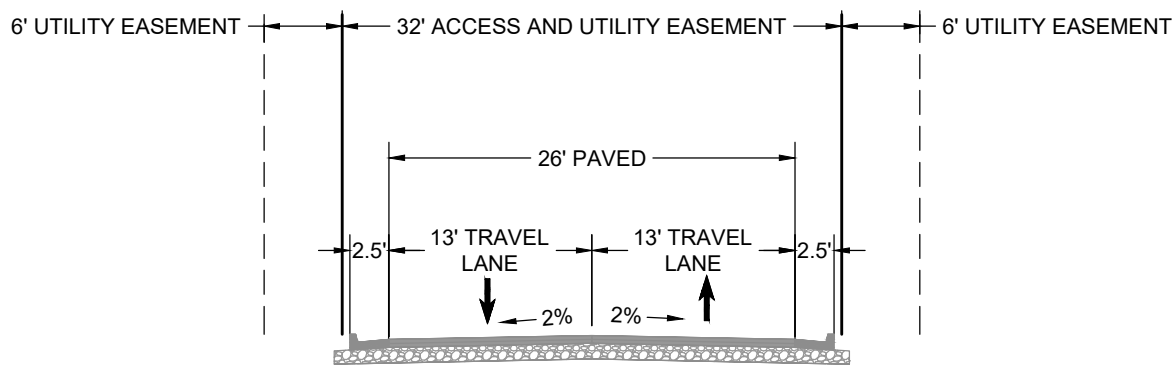 6' UTILITY EASEMENT
32' ACCESS AND UTILITY EASEMENT
6' UTILITY EASEMENT
26' PAVED
2.5'
13' TRAVEL
LANE
13' TRAVEL
LANE
2.5'
2%
2%